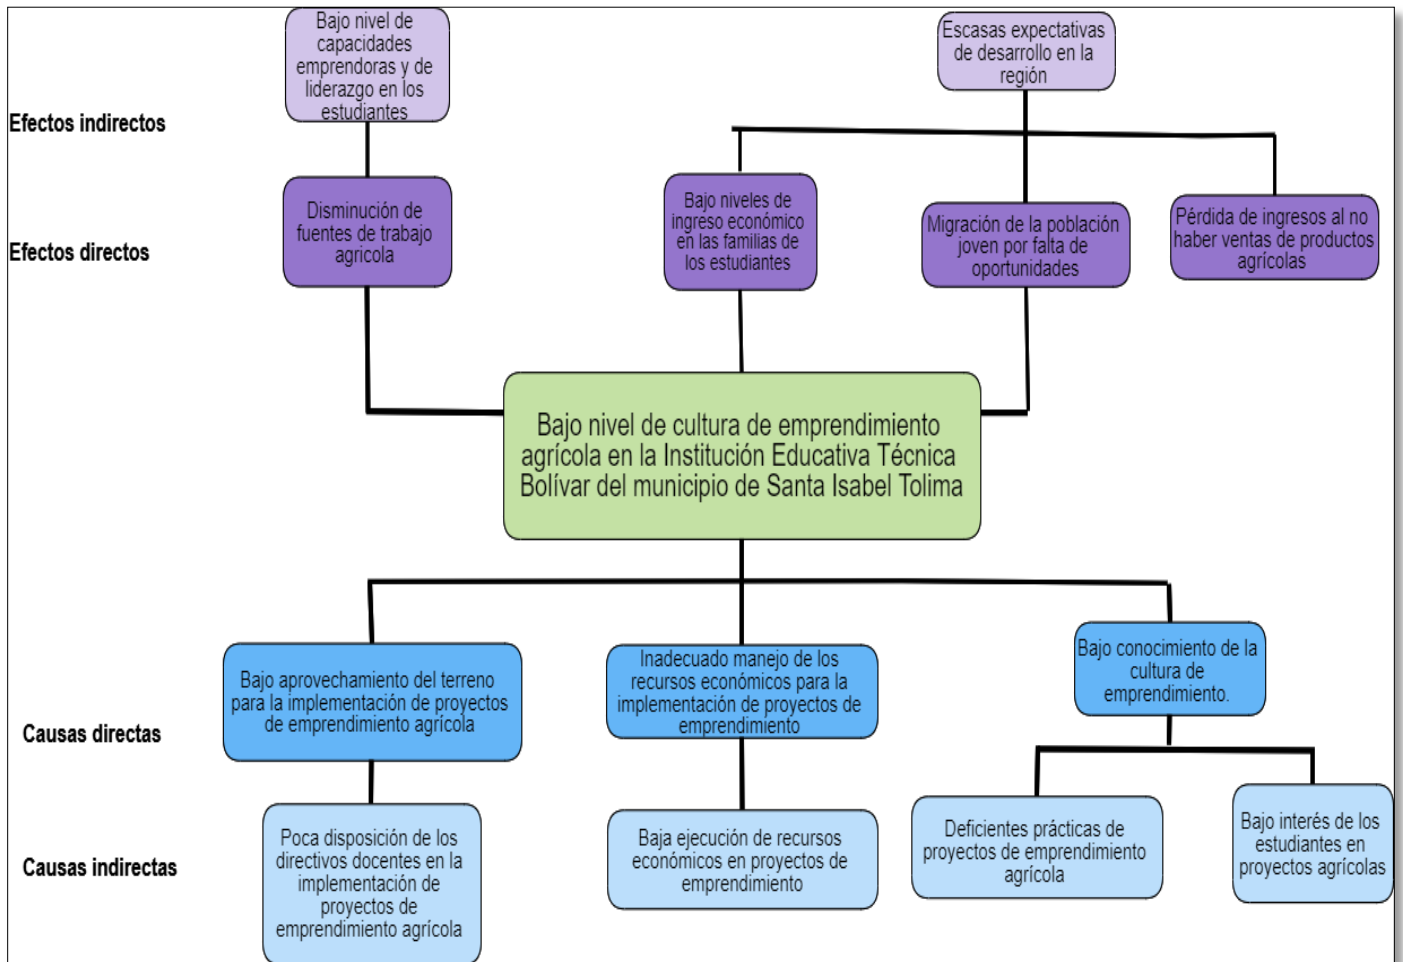 Bajo nivel de
capacidades
emprendoras y de
liderazgo en los
estudiantes
Escasas expectativas
de desarrollo en la
región
Efectos indirectos
Disminución de
fuentes de trabajo
agricola
Bajo niveles de
ingreso económico
en las familias de
los estudiantes
Migración de la población
joven por falta de
oportunidades
Pérdida de ingresos al no
haber ventas de productos
agrícolas
Efectos directos
Bajo nivel de cultura de emprendimiento
agrícola en la Institución Educativa Técnica
Bolívar del municipio de Santa Isabel Tolima
Bajo aprovechamiento del terreno
para la implementación de proyectos
de emprendimiento agrícola
Inadecuado manejo de los
recursos económicos para la
implementación de proyectos de
emprendimiento
Bajo conocimiento de la
cultura de
emprendimiento.
Causas directas
Poca disposición de los
directivos docentes en la
implementación de
proyectos de
emprendimiento agrícola
Baja ejecución de recursos
económicos en proyectos de
emprendimiento
Deficientes prácticas de
proyectos de emprendimiento
agrícola
Bajo interés de los
estudiantes en
proyectos agrícolas
Causas indirectas